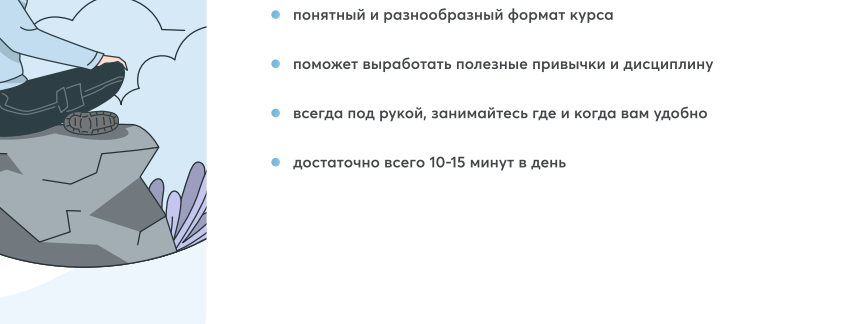 понятный и разнообразный формат курса
поможет выработать полезные привычки и дисциплину
всегда под рукой, занимайтесь где и когда вам удобно
достаточно всего 10-15 минут в день